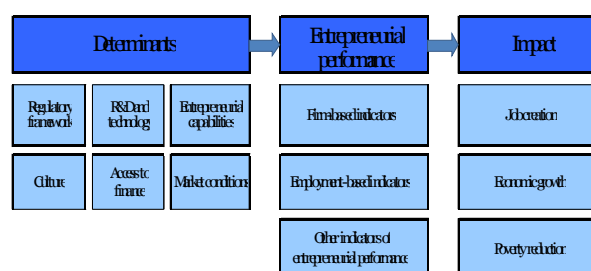 Determinants
Entrepreneurial
performance
Impact
Regulatory
framework
R&D and
technology
Entrepreneurial
capabilities
Culture
Access to
finance
Market conditions
Firm-based indicators
Employment-based indicators
Other indicators of
entrepreneurial performance
Job creation
Economic growth
Poverty reduction